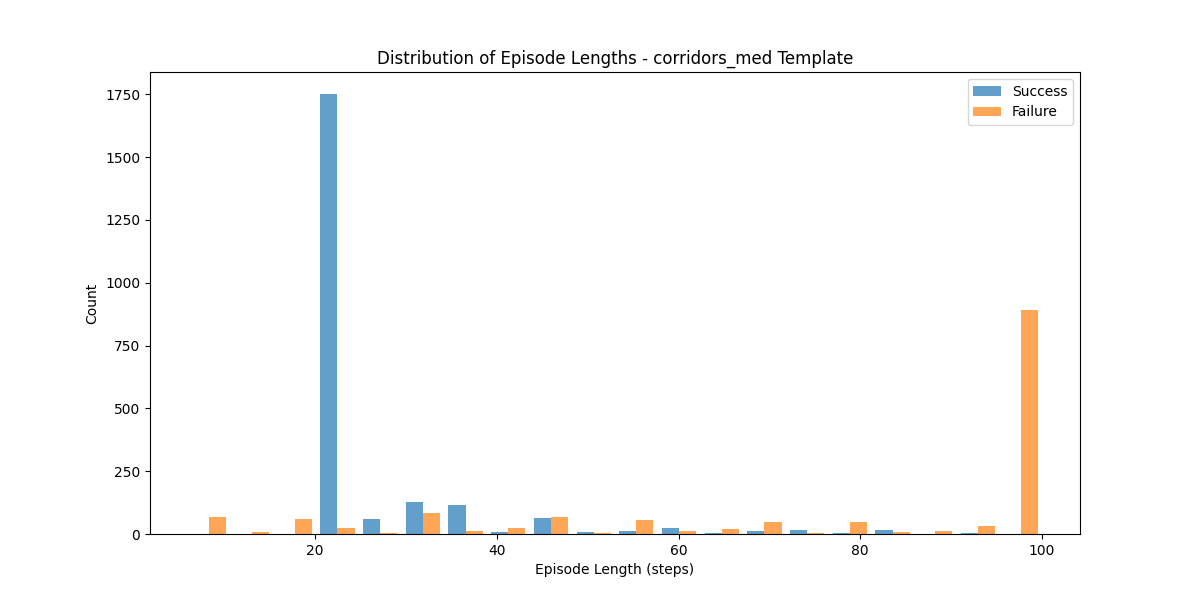 Distribution of Episode Lengths - corridors_med Template
Success
Failure
Count
1750
1500
1250
1000
750
500
250
0
20 40 60 80 100
Episode Length (steps)